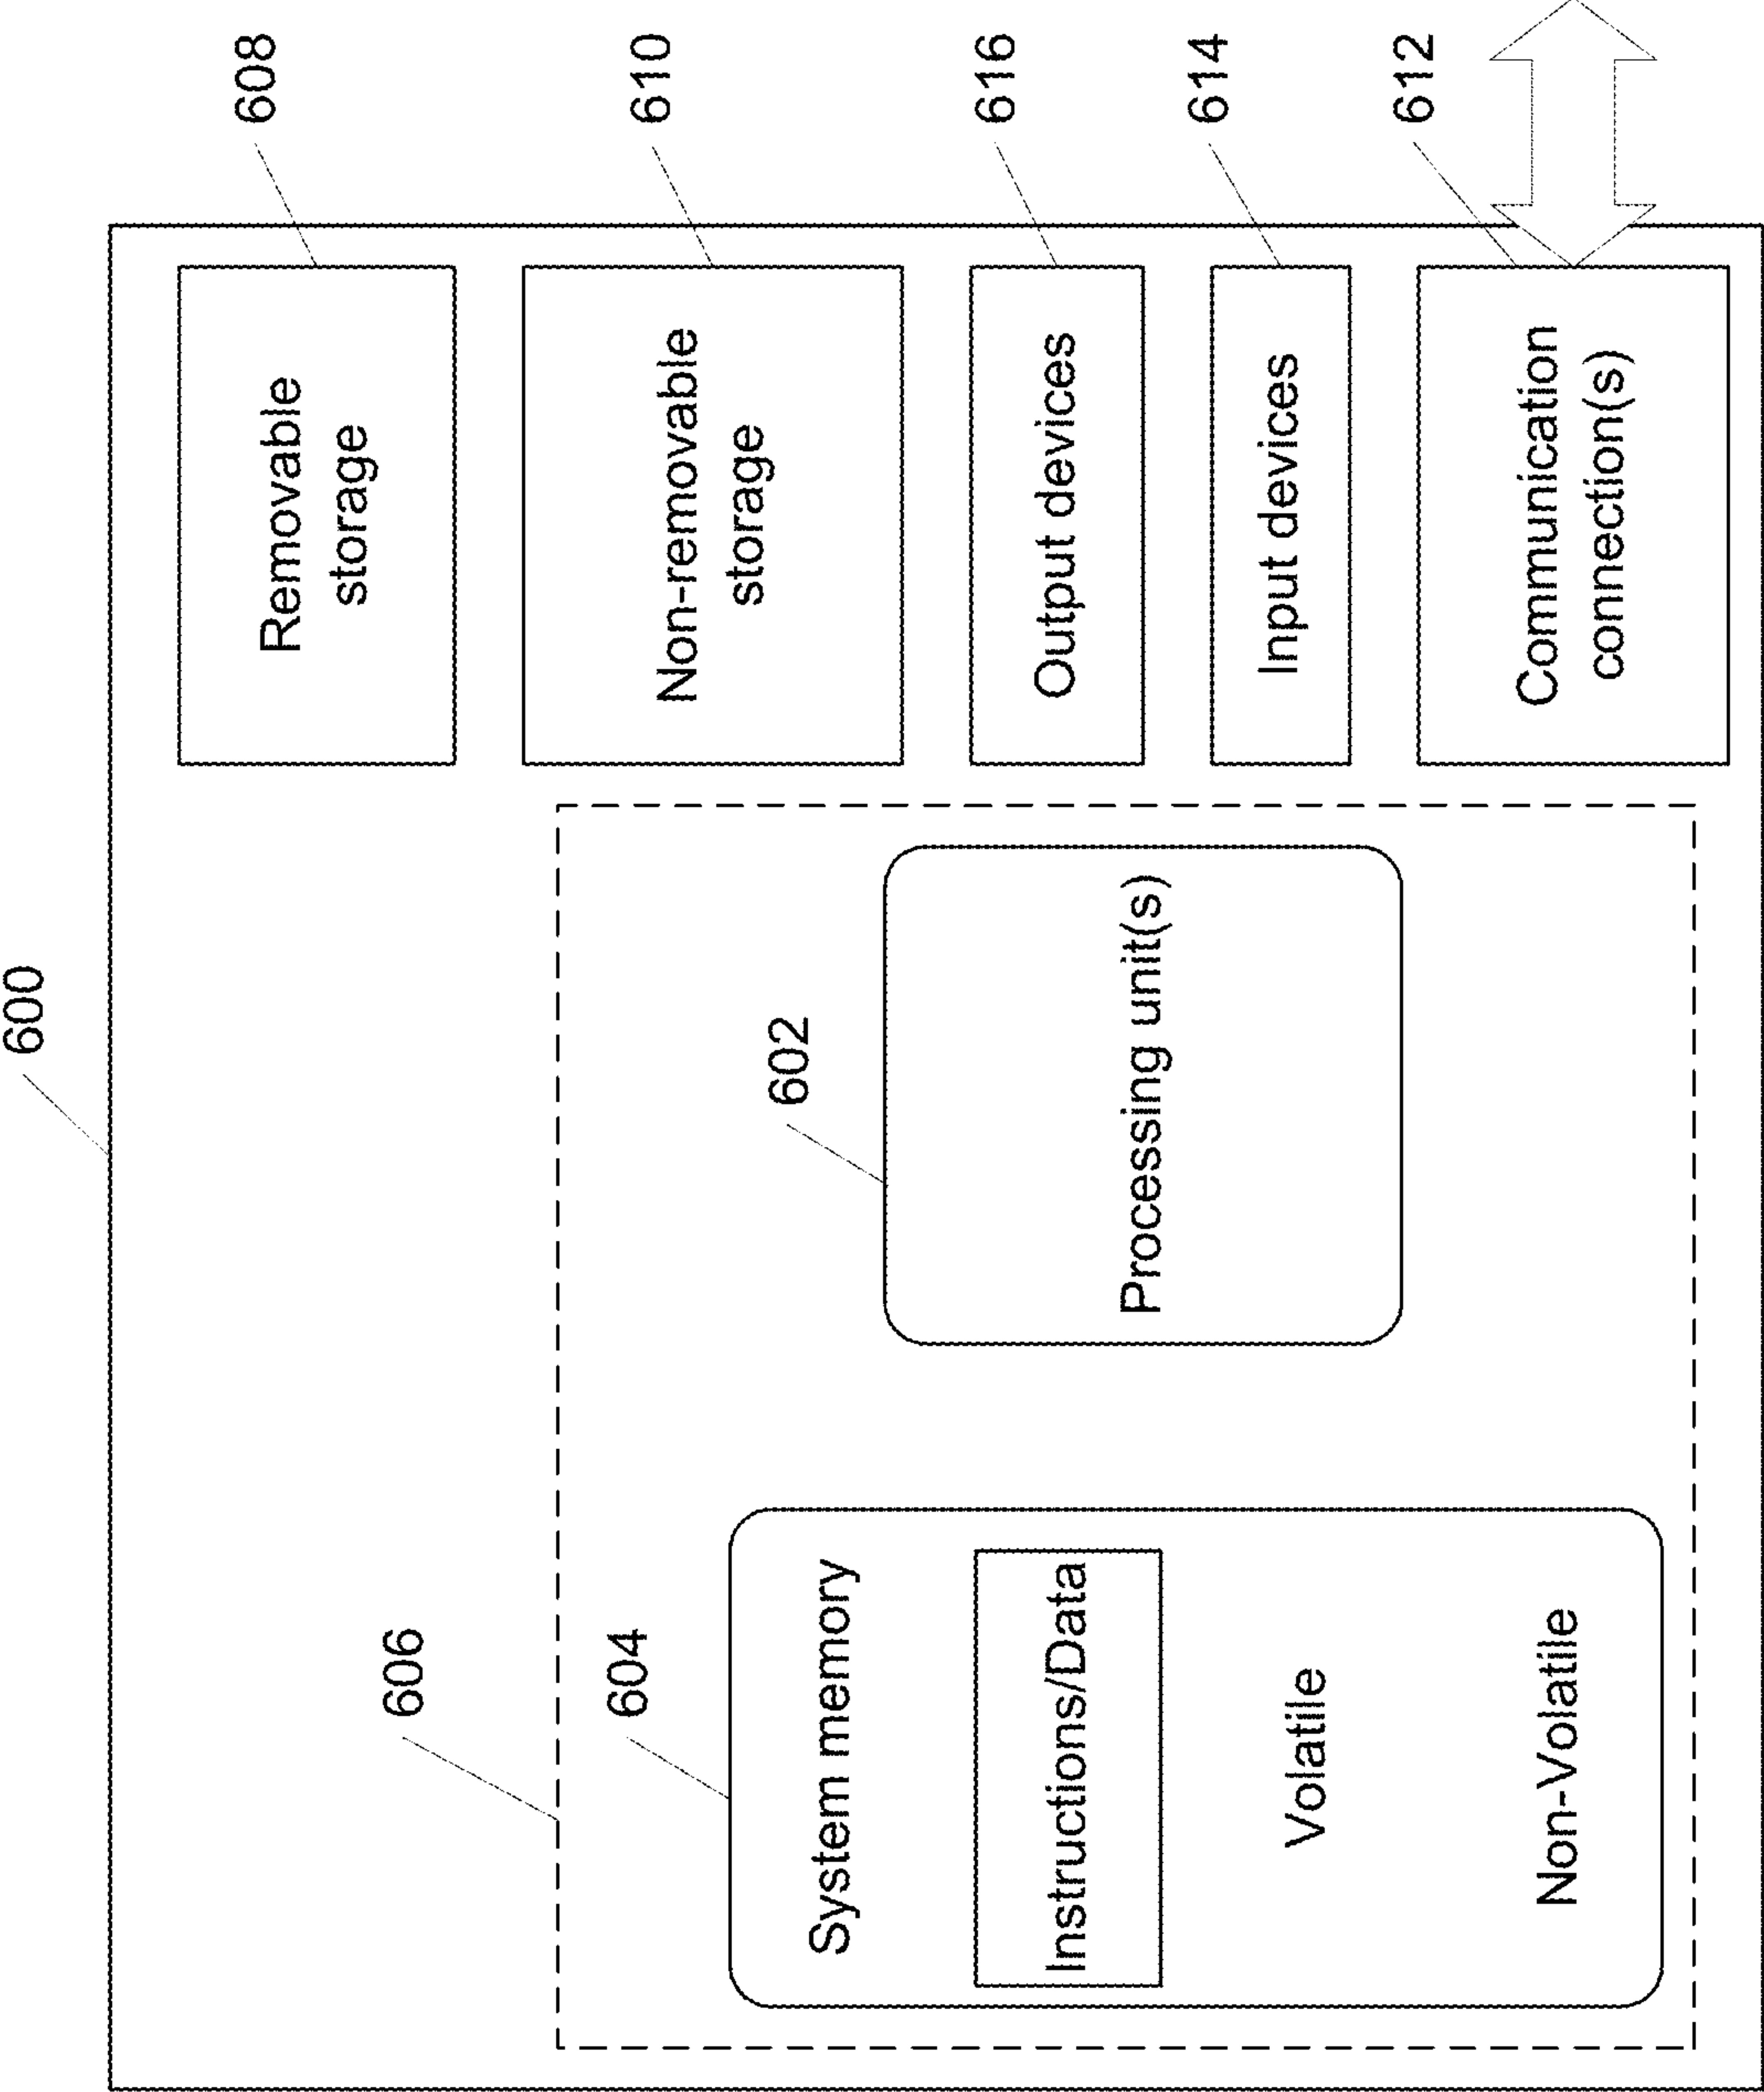 600
606
604
System memory
Instructions/Data
Volatile
Non-Volatile
602
Processing unit(s)
Removable
storage
608
Non-removable
storage
610
Output devices
616
Input devices
614
Communication
connection(s)
612